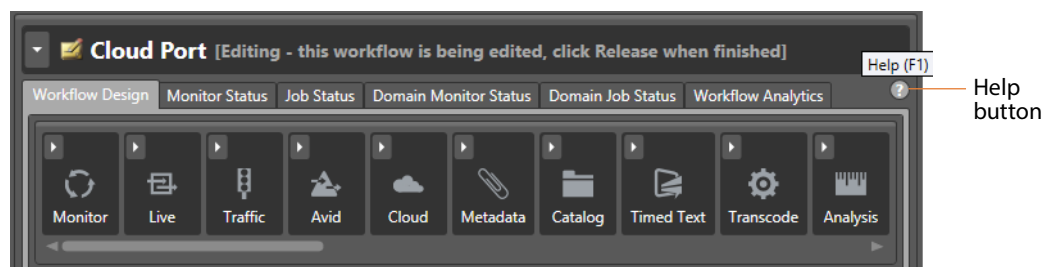 Cloud Port [Editing - this workflow is being edited, click Release when finished]
Help (F1)
Workflow Design Monitor Status Job Status Domain Monitor Status Domain Job Status Workflow Analytics ?
Help
button
Monitor Live Traffic Avid Cloud Metadata Catalog Timed Text Transcode Analysis